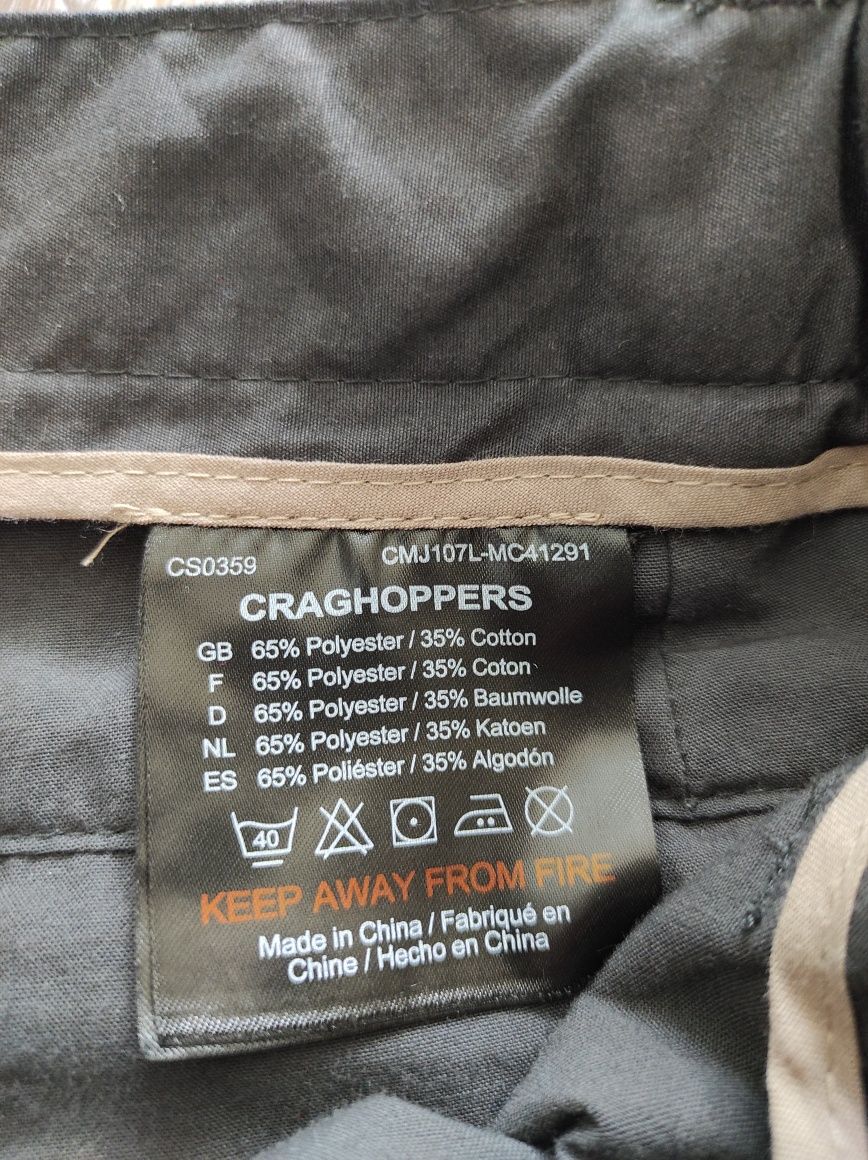 CS0359 CMJ107L-MC41291
CRAGHOPPERS
GB 65% Polyester / 35% Cotton
F 65% Polyester / 35% Coton
D 65% Polyester / 35% Baumwolle
NL 65% Polyester / 35% Katoen
ES 65% Poliéster / 35% Algodón
40
KEEP AWAY FROM FIRE
Made in China / Fabriqué en
Chine / Hecho en China